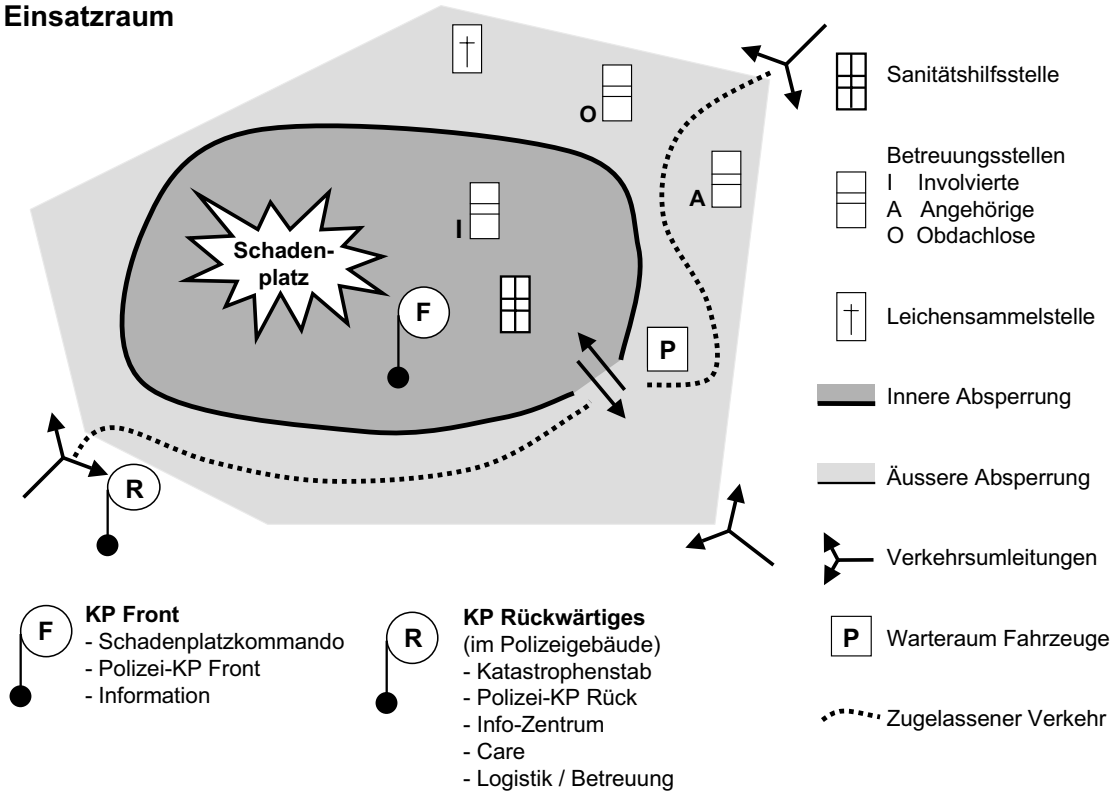 Einsatzraum
O
A
I
Schaden-
platz
F
P
R
Sanitätshilfsstelle
Betreuungsstellen
I Involvierte
A Angehörige
O Obdachlose
Leichensammelstelle
Innere Absperrung
Äussere Absperrung
Verkehrsumleitungen
P Warteraum Fahrzeuge
Zugelassener Verkehr
F
KP Front
- Schadenplatzkommando
- Polizei-KP Front
- Information
R
KP Rückwärtiges
(im Polizeigebäude)
- Katastrophenstab
- Polizei-KP Rück
- Info-Zentrum
- Care
- Logistik / Betreuung